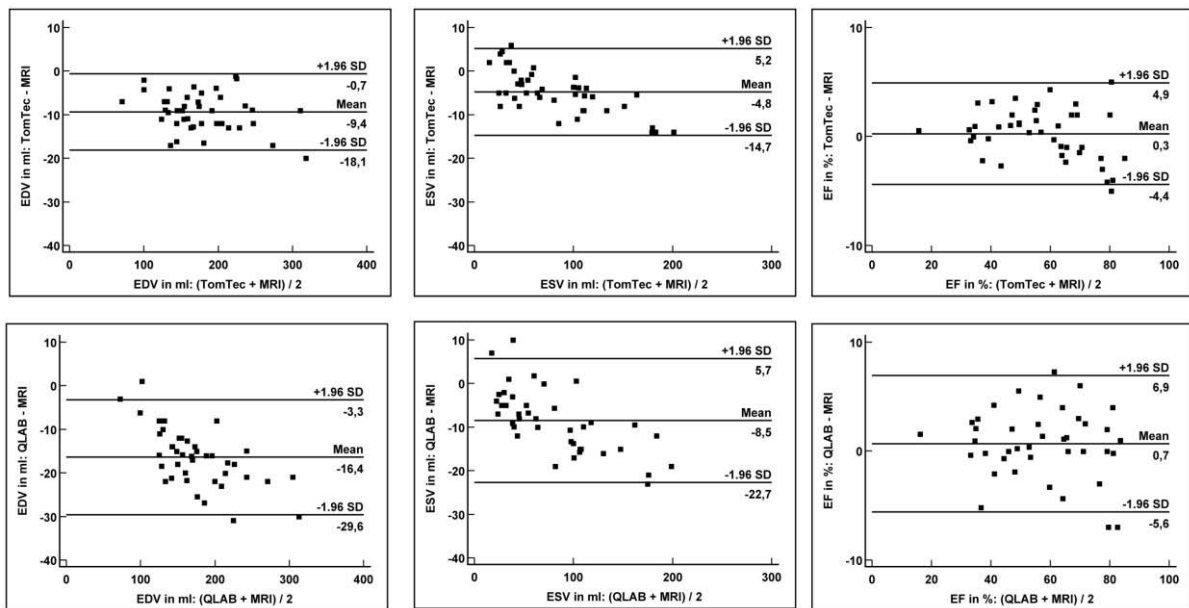 EDV in ml: TomTec - MRI
10
0
-10
-20
-30
-40
+1.96 SD
-0,7
Mean
-9,4
-1.96 SD
-18,1
0 100 200 300 400
EDV in ml: (TomTec + MRI) / 2
ESV in ml: TomTec - MRI
10
0
-10
-20
-30
-40
+1.96 SD
5,2
Mean
-4,8
-1.96 SD
-14,7
0 100 200 300
ESV in ml: (TomTec + MRI) / 2
EF in %: TomTec - MRI
10
0
-10
+1.96 SD
4,9
Mean
0,3
-1.96 SD
-4,4
0 20 40 60 80 100
EF in %: (TomTec + MRI) / 2
EDV in ml: QLAB - MRI
10
0
-10
-20
-30
-40
+1.96 SD
-3,3
Mean
-16,4
-1.96 SD
-29,6
0 100 200 300 400
EDV in ml: (QLAB + MRI) / 2
ESV in ml: QLAB - MRI
10
0
-10
-20
-30
-40
+1.96 SD
5,7
Mean
-8,5
-1.96 SD
-22,7
0 100 200 300
ESV in ml: (QLAB + MRI) / 2
EF in %: QLAB - MRI
10
0
-10
+1.96 SD
6,9
Mean
0,7
-1.96 SD
-5,6
0 20 40 60 80 100
EF in %: (QLAB + MRI) / 2